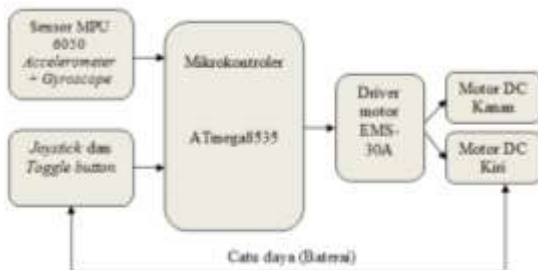 Sensor MPU
6050
Accelerometer
+ Gyroscope
Joystick dan
Toggle button
Mikrokontroler
ATmega8535
Driver
motor
EMS-
30A
Motor DC
Kanan
Motor DC
Kiri
Catu daya (Baterai)